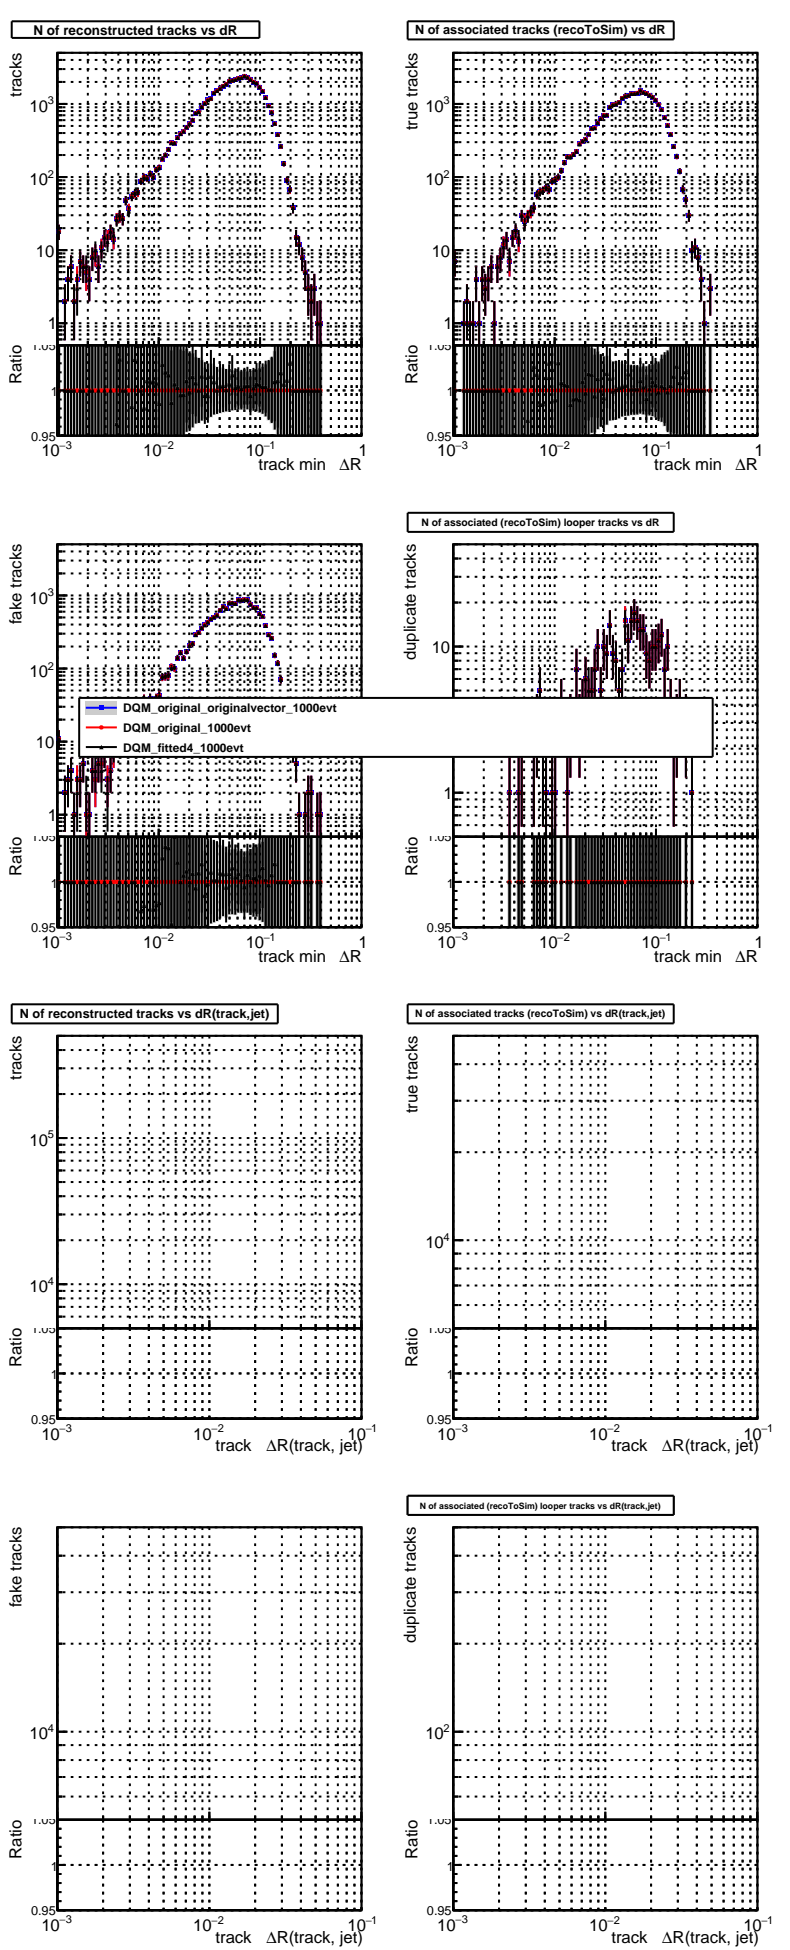 N of reconstructed tracks vs dR
N of associated tracks (recoToSim) vs dR
tracks
10³
10²
10
1
Ratio
1.05
1
0.95
10⁻³
10⁻²
10⁻¹
1
track min ΔR
true tracks
10³
10²
10
1
Ratio
1.05
1
0.95
10⁻³
10⁻²
10⁻¹
1
track min ΔR
N of associated (recoToSim) looper tracks vs dR
fake tracks
10³
10²
10
1
Ratio
1.05
1
0.95
10⁻³
10⁻²
10⁻¹
1
track min ΔR
duplicate tracks
10
1
Ratio
1.05
1
0.95
10⁻³
10⁻²
10⁻¹
1
track min ΔR
DQM_original_originalvector_1000evt
DQM_original_1000evt
DQM_fitted4_1000evt
N of reconstructed tracks vs dR(track,jet)
N of associated tracks (recoToSim) vs dR(track,jet)
tracks
10⁵
10⁴
Ratio
1.05
1
0.95
10⁻³
10⁻²
10⁻¹
track ΔR(track, jet)
true tracks
10⁴
Ratio
1.05
1
0.95
10⁻³
10⁻²
10⁻¹
track ΔR(track, jet)
N of associated (recoToSim) looper tracks vs dR(track,jet)
fake tracks
10⁴
Ratio
1.05
1
0.95
10⁻³
10⁻²
10⁻¹
track ΔR(track, jet)
duplicate tracks
10²
Ratio
1.05
1
0.95
10⁻³
10⁻²
10⁻¹
track ΔR(track, jet)